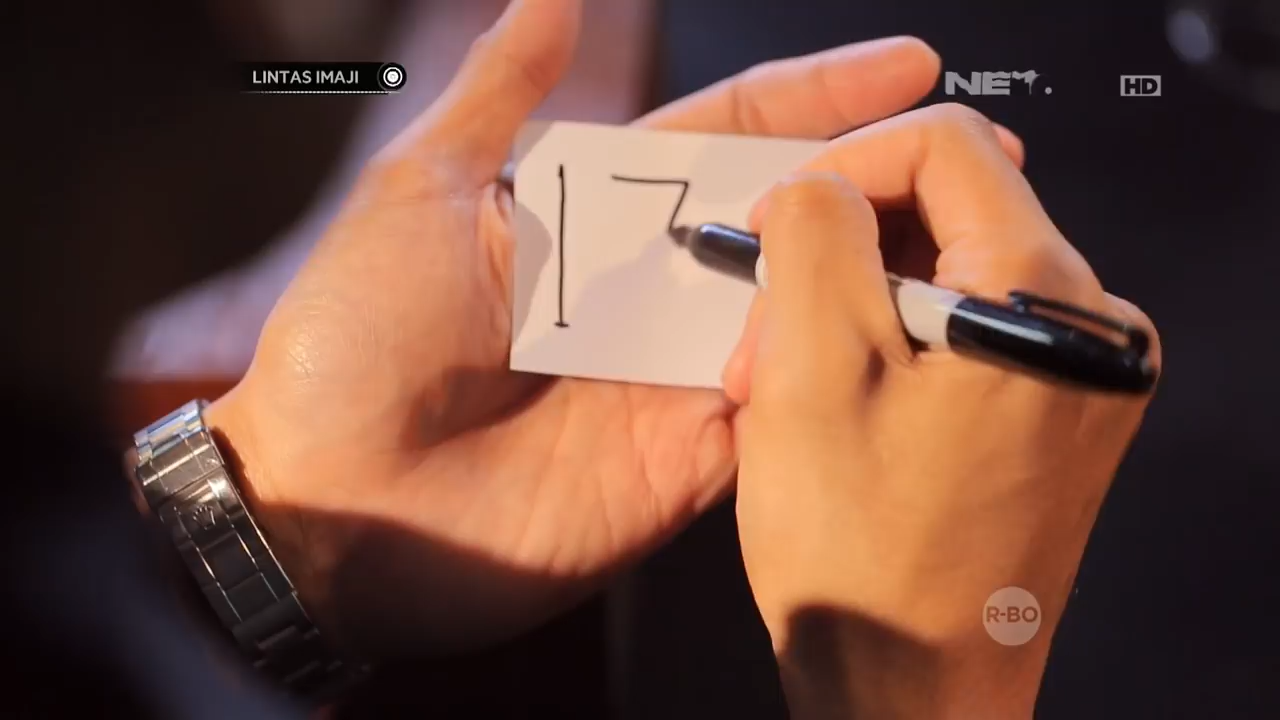 LINTAS IMAJI
NET.
HD
17
R-BO